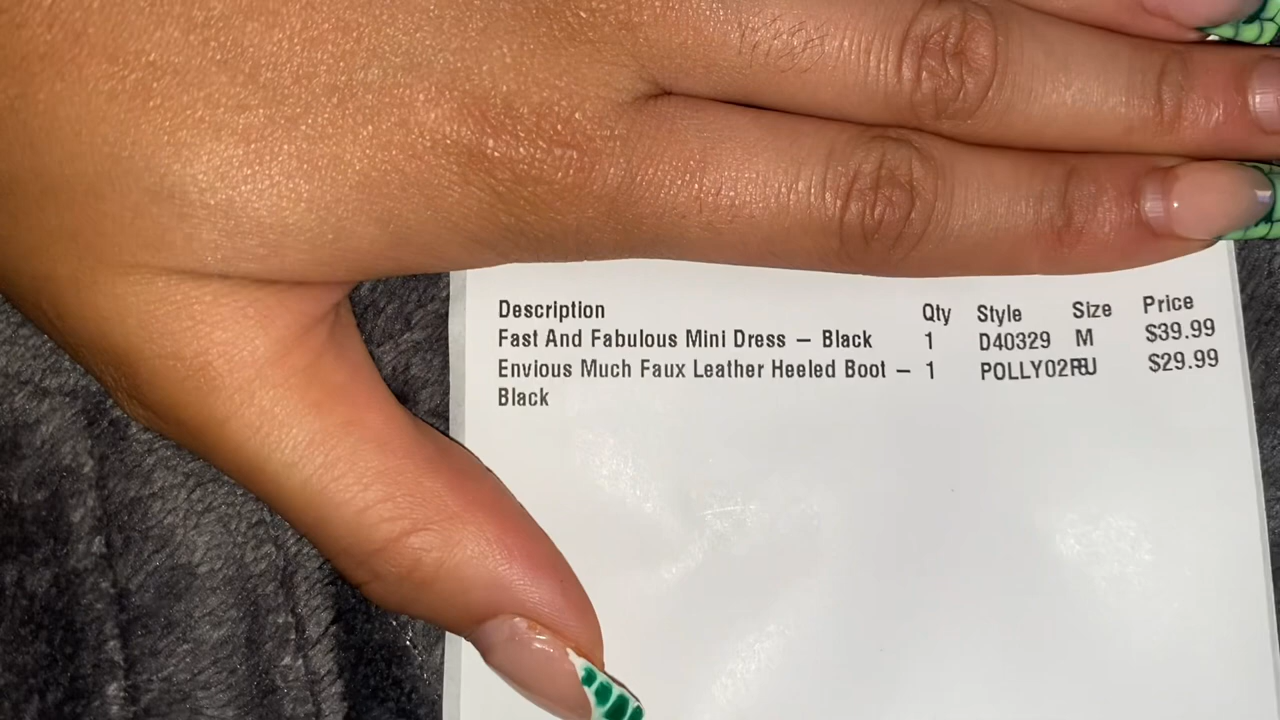 Description Qty Style Size Price
Fast And Fabulous Mini Dress – Black 1 D40329 M $39.99
Envious Much Faux Leather Heeled Boot – 1 $29.99
Black